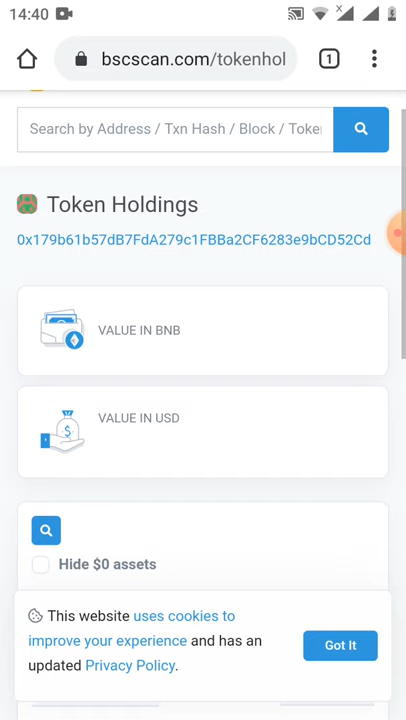 14:40
bscscan.com/tokenhol
1
Search by Address / Txn Hash / Block / Token
Token Holdings
0x179b61b57dB7FdA279c1FBBa2CF6283e9bCD52Cd
VALUE IN BNB
VALUE IN USD
Hide $0 assets
This website uses cookies to
improve your experience and has an
updated Privacy Policy.
Got It